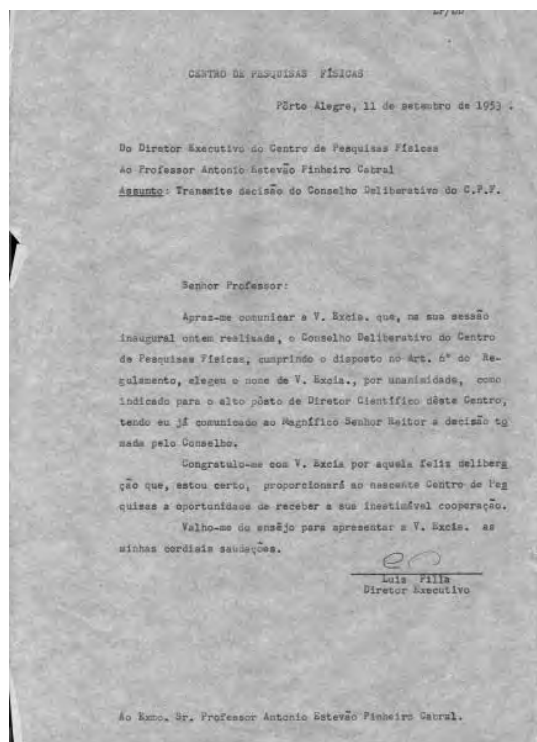 LP/LD
CENTRO DE PESQUISAS FÍSICAS
Pôrto Alegre, 11 de setembro de 1953 .
Do Diretor Executivo do Centro de Pesquisas Físicas
Ao Professor Antonio Estevão Pinheiro Cabral
Assunto: Transmite decisão do Conselho Deliberativo do C.P.F.
Senhor Professor:
Apraz-me comunicar a V. Excia. que, na sua sessão
inaugural ontem realizada, o Conselho Deliberativo do Centro
de Pesquisas Físicas, cumprindo o disposto no Art. 6º do Re-
gulamento, elegeu o nome de V. Excia., por unanimidade, como
indicado para o alto pôsto de Diretor Científico dêste Centro,
tendo eu já comunicado ao Magnífico Senhor Reitor a decisão to
mada pelo Conselho.
Congratulo-me com V. Excia por aquela feliz delibera
ção que, estou certo, proporcionará ao nascente Centro de Pes
quisas a oportunidade de receber a sua inestimável cooperação.
Valho-me do ensêjo para apresentar a V. Excia. as
minhas cordiais saudações.
Luis Pilla
Diretor Executivo
Ao Exmo. Sr. Professor Antonio Estevão Pinheiro Cabral.